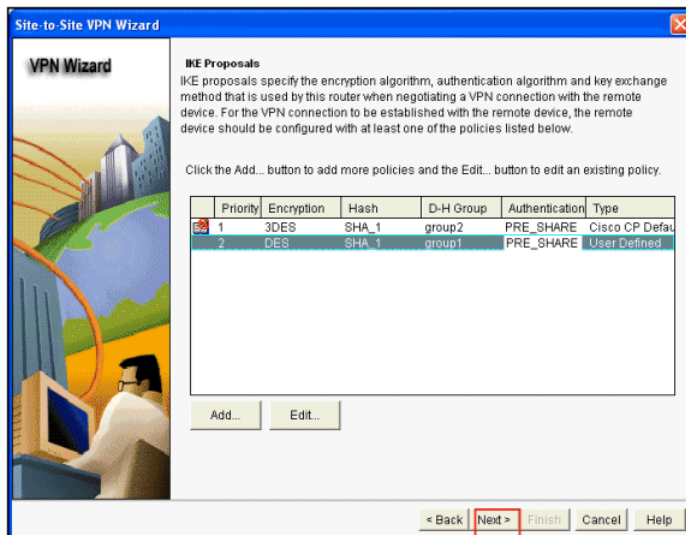 Site-to-Site VPN Wizard
VPN Wizard
IKE Proposals
IKE proposals specify the encryption algorithm, authentication algorithm and key exchange
method that is used by this router when negotiating a VPN connection with the remote
device. For the VPN connection to be established with the remote device, the remote
device should be configured with at least one of the policies listed below.
Click the Add... button to add more policies and the Edit... button to edit an existing policy.
Priority Encryption Hash D-H Group Authentication Type
1 3DES SHA_1 group2 PRE_SHARE Cisco CP Defau
2 DES SHA_1 group1 PRE_SHARE User Defined
Add... Edit...
< Back Next > Finish Cancel Help